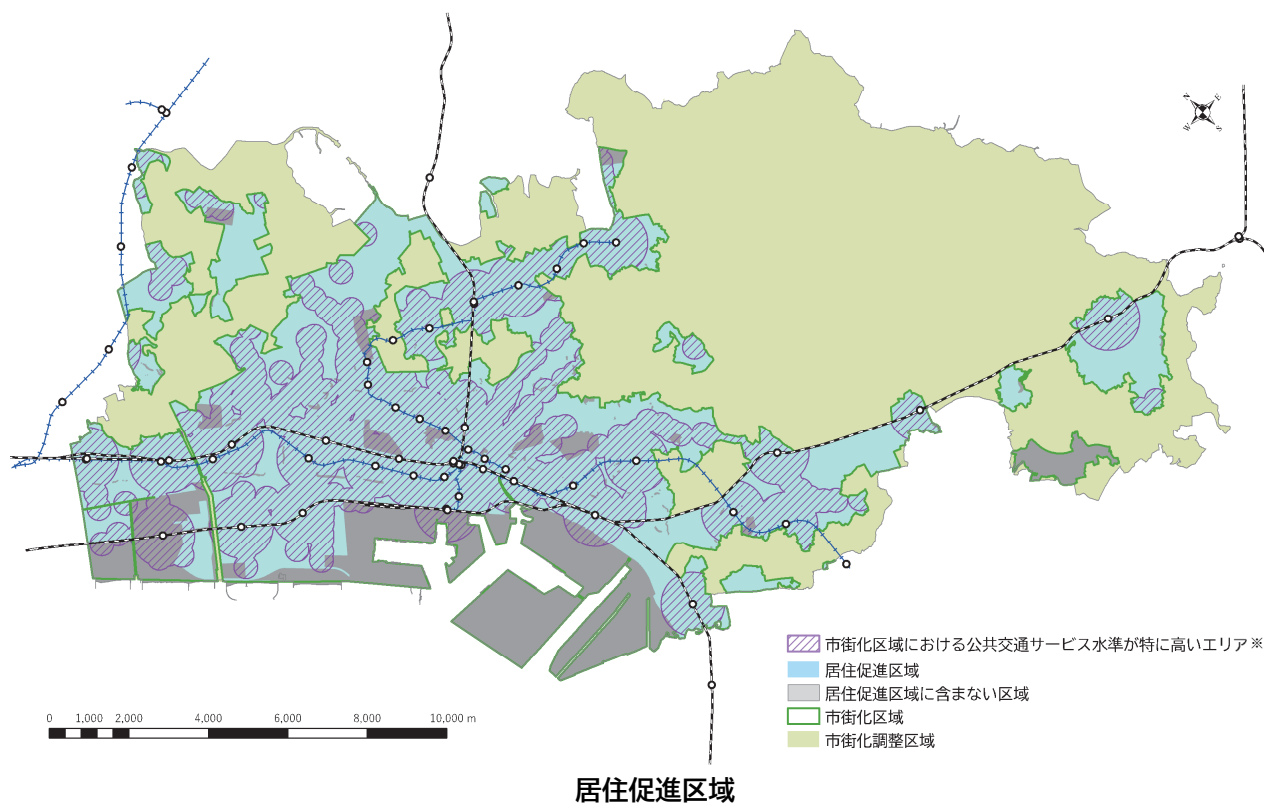 N E
W S
市街化区域における公共交通サービス水準が特に高いエリア※
居住促進区域
居住促進区域に含まない区域
市街化区域
市街化調整区域
0 1,000 2,000 4,000 6,000 8,000 10,000 m
居住促進区域